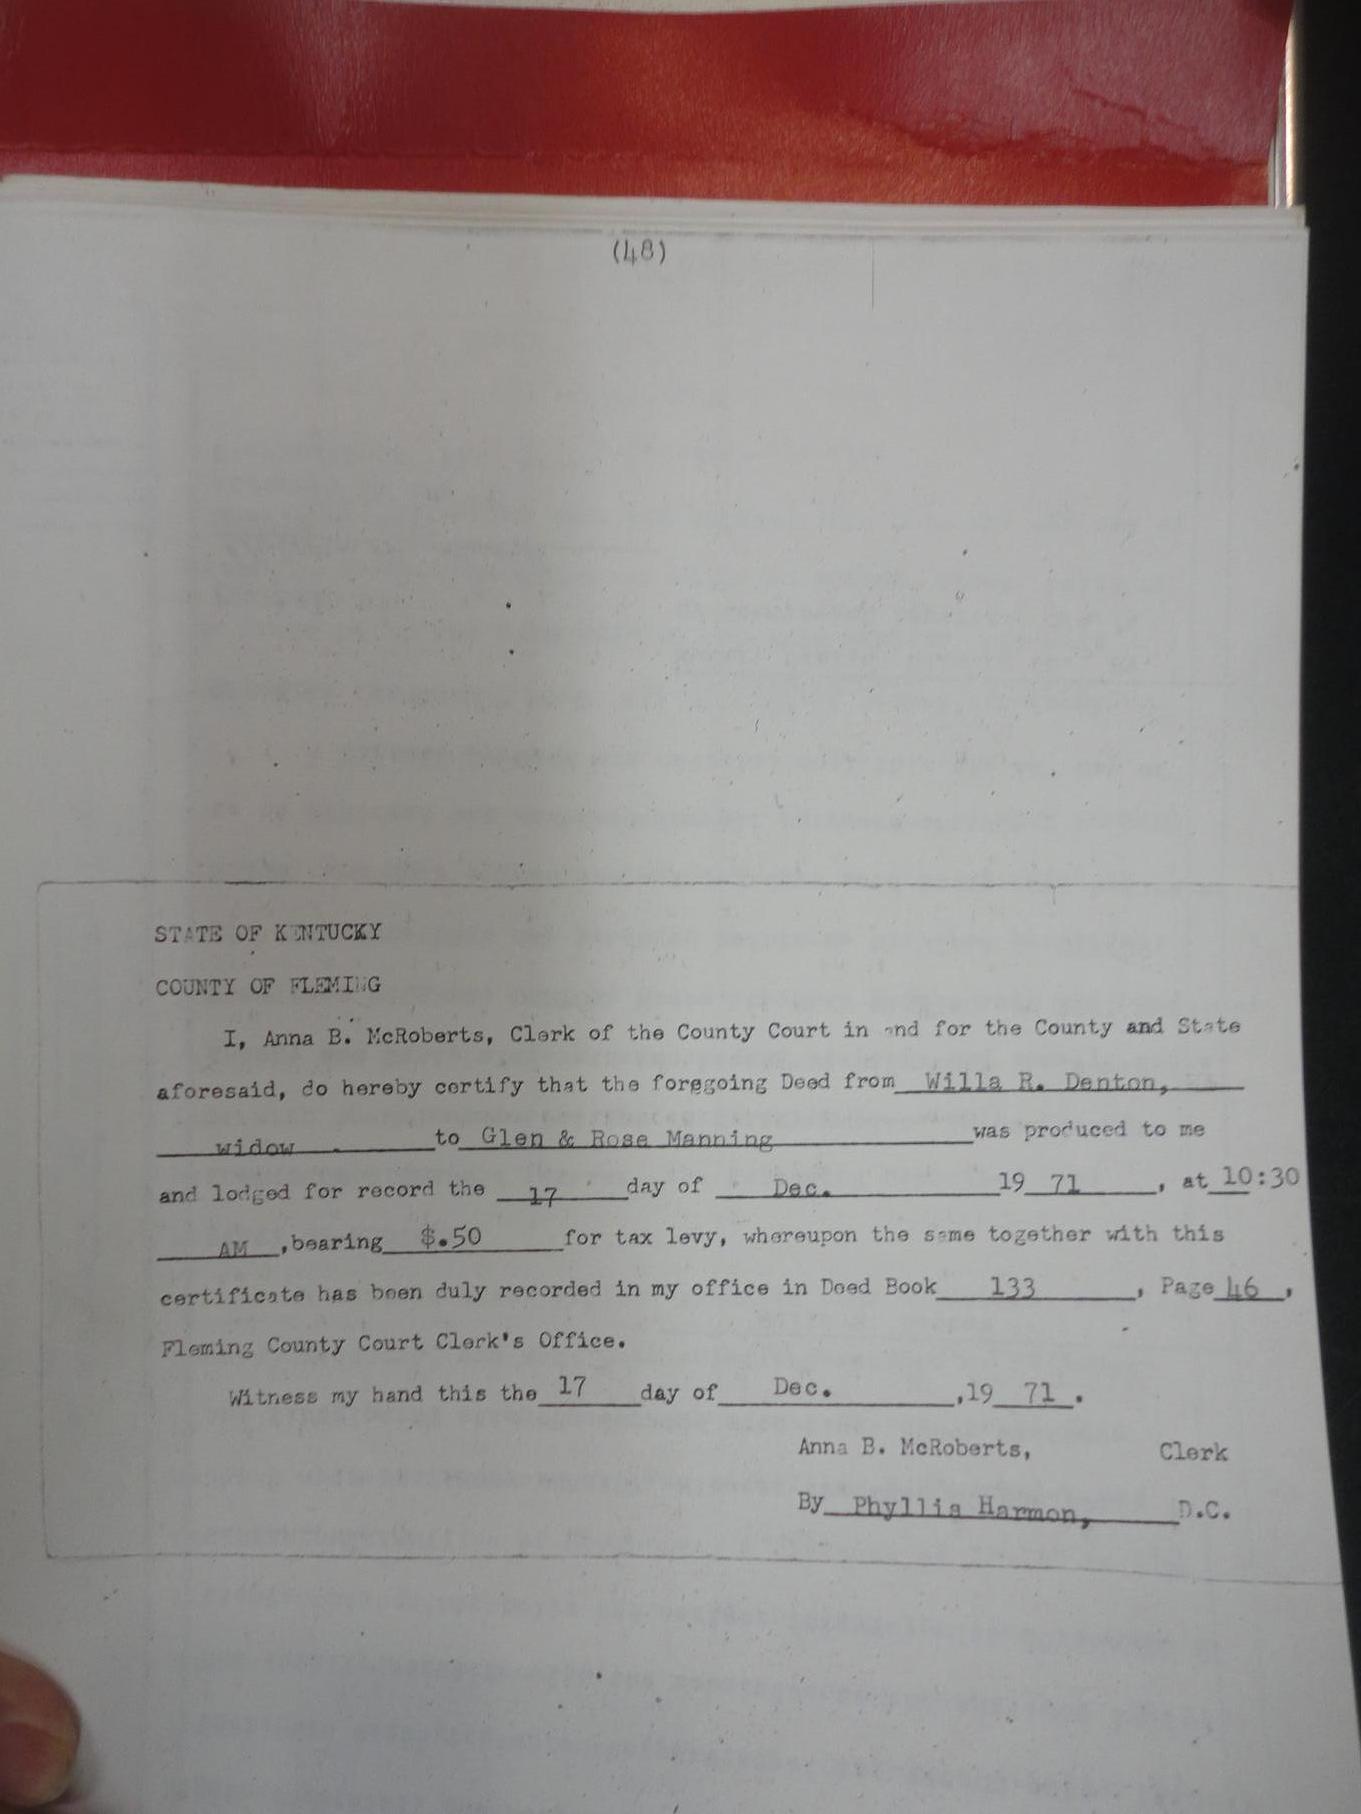 (48)
STATE OF KENTUCKY
COUNTY OF FLEMING
I, Anna B. McRoberts, Clerk of the County Court in and for the County and State
aforesaid, do hereby certify that the foregoing Deed from Willa R. Denton,
widow to Glen & Rose Manning was produced to me
and lodged for record the 17 day of Dec. 19 71 , at 10:30
AM ,bearing $.50 for tax levy, whereupon the same together with this
certificate has been duly recorded in my office in Deed Book 133 , Page 46 ,
Fleming County Court Clerk's Office.
Witness my hand this the 17 day of Dec. ,19 71 .
Anna B. McRoberts, Clerk
By Phyllis Harmon, D.C.